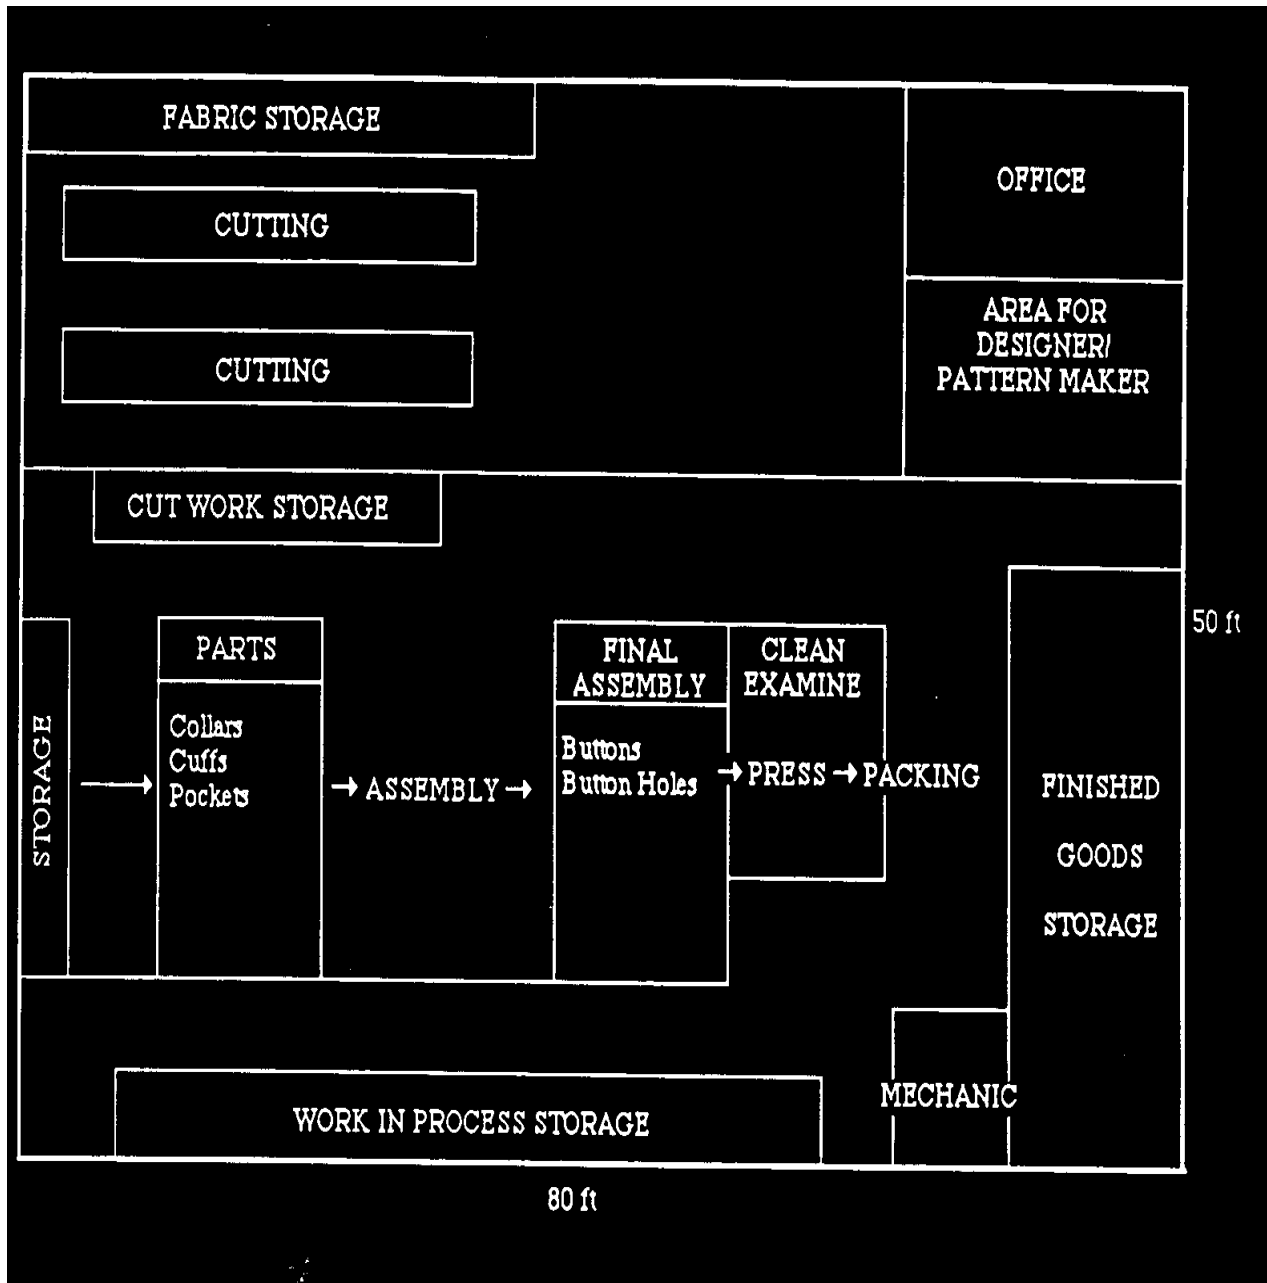 FABRIC STORAGE
OFFICE
CUTTING
AREA FOR
DESIGNER/
PATTERN MAKER
CUTTING
CUT WORK STORAGE
50 ft
STORAGE
PARTS
Collars
Cuffs
Pockets
ASSEMBLY
FINAL
ASSEMBLY
Buttons
Button Holes
CLEAN
EXAMINE
PRESS
PACKING
FINISHED
GOODS
STORAGE
MECHANIC
WORK IN PROCESS STORAGE
80 ft